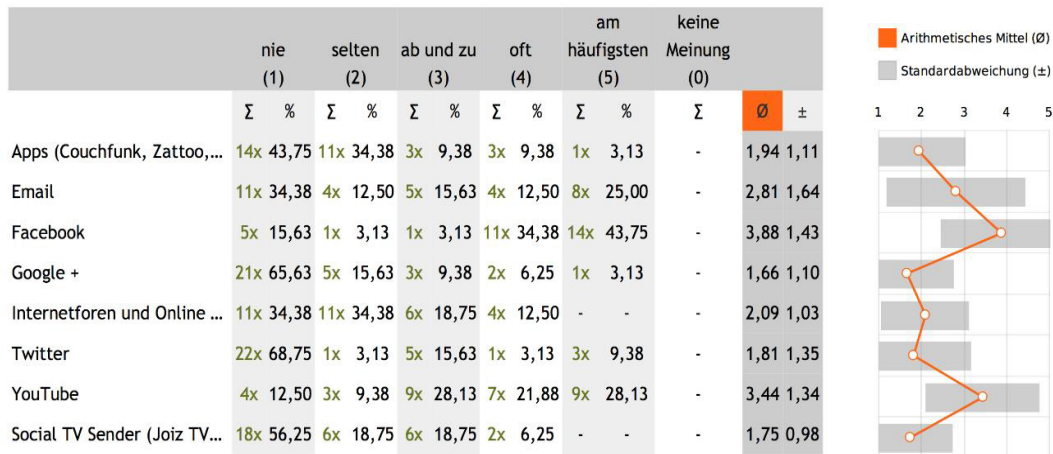 nie selten ab und zu oft am häufigsten keine Meinung
(1) (2) (3) (4) (5) (0)
Σ % Σ % Σ % Σ % Σ % Σ Ø ±
Apps (Couchfunk, Zattoo,... 14x 43,75 11x 34,38 3x 9,38 3x 9,38 1x 3,13 - 1,94 1,11
Email 11x 34,38 4x 12,50 5x 15,63 4x 12,50 8x 25,00 - 2,81 1,64
Facebook 5x 15,63 1x 3,13 1x 3,13 11x 34,38 14x 43,75 - 3,88 1,43
Google + 21x 65,63 5x 15,63 3x 9,38 2x 6,25 1x 3,13 - 1,66 1,10
Internetforen und Online ... 11x 34,38 11x 34,38 6x 18,75 4x 12,50 - - - 2,09 1,03
Twitter 22x 68,75 1x 3,13 5x 15,63 1x 3,13 3x 9,38 - 1,81 1,35
YouTube 4x 12,50 3x 9,38 9x 28,13 7x 21,88 9x 28,13 - 3,44 1,34
Social TV Sender (Joiz TV... 18x 56,25 6x 18,75 6x 18,75 2x 6,25 - - - 1,75 0,98
Arithmetisches Mittel (Ø)
Standardabweichung (±)
1 2 3 4 5